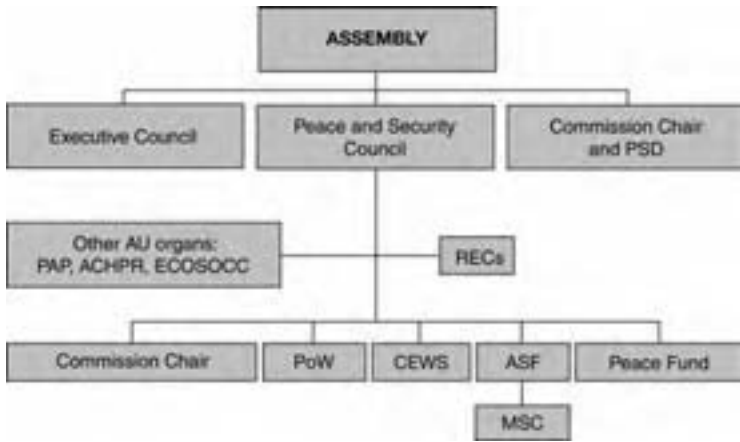 ASSEMBLY
Executive Council
Peace and Security
Council
Commission Chair
and PSD
Other AU organs:
PAP, ACHPR, ECOSOCC
RECs
Commission Chair
PoW
CEWS
ASF
Peace Fund
MSC